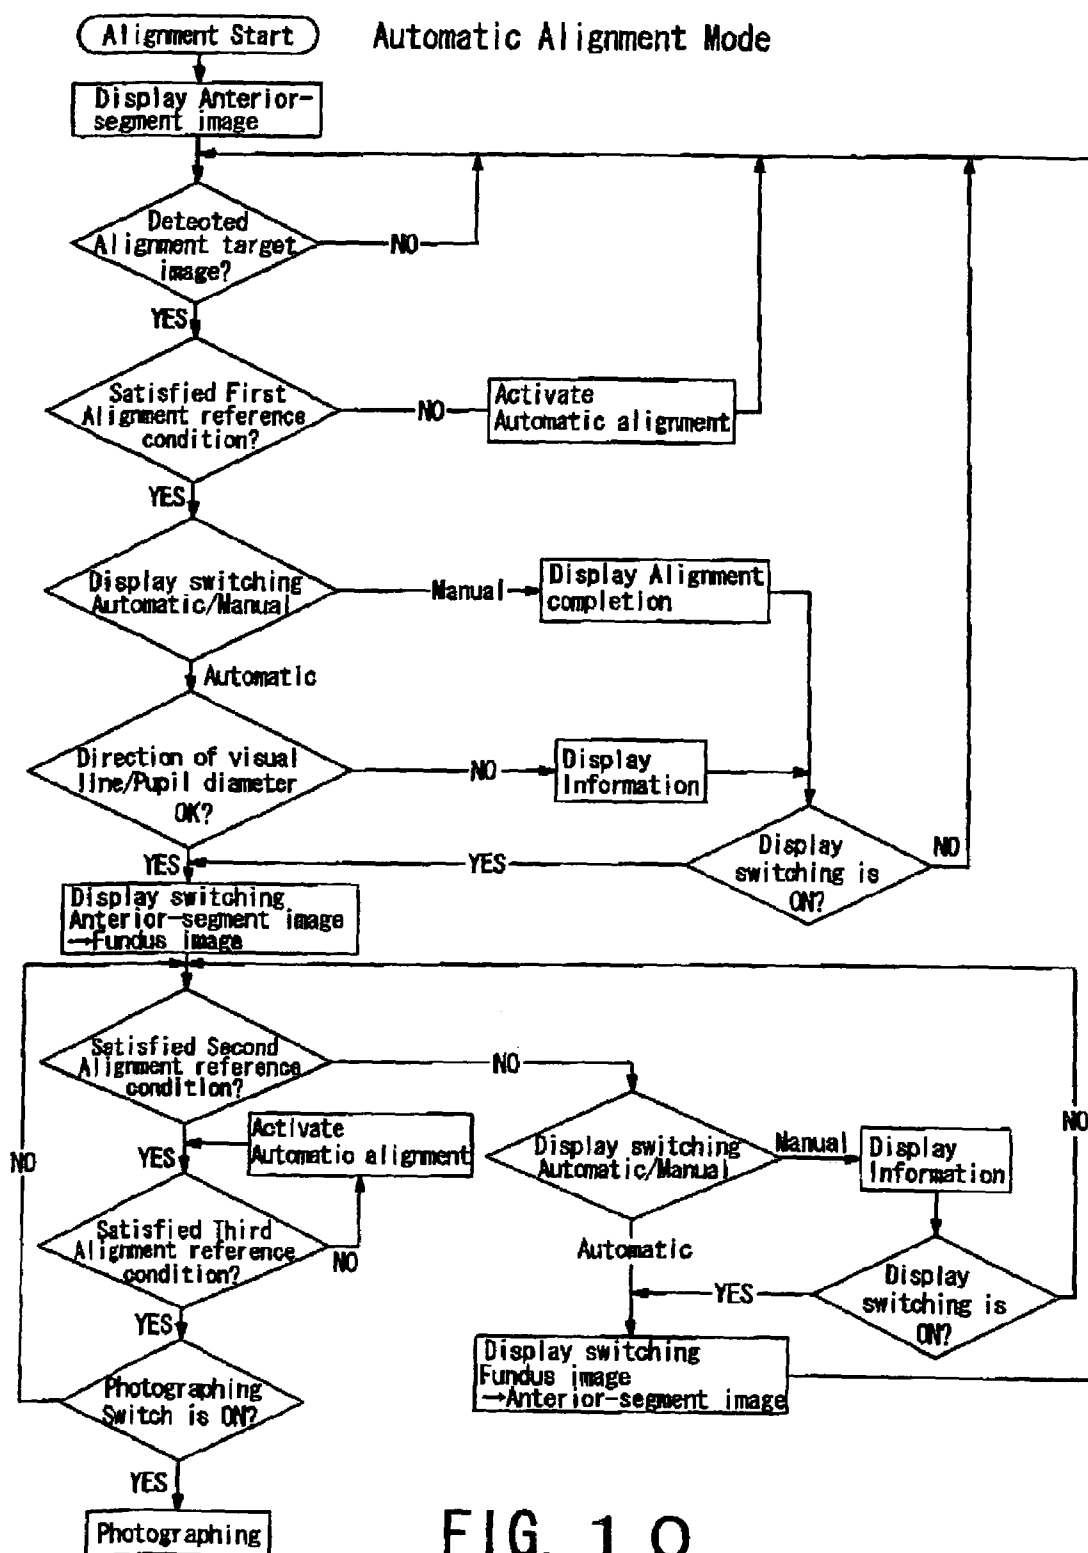 Alignment Start
Automatic Alignment Mode
Display Anterior-
segment image
Detected
Alignment target
image?
NO
YES
Satisfied First
Alignment reference
condition?
NO
Activate
Automatic alignment
YES
Display switching
Automatic/Manual
Manual
Display Alignment
completion
Automatic
Direction of visual
line/Pupil diameter
OK?
NO
Display
Information
YES
YES
Display
switching is
ON?
NO
Display switching
Anterior-segment image
→Fundus image
Satisfied Second
Alignment reference
condition?
NO
NO
YES
Activate
Automatic alignment
Display switching
Automatic/Manual
Manual
Display
Information
NO
Satisfied Third
Alignment reference
condition?
NO
Automatic
YES
Display
switching is
ON?
YES
Display switching
Fundus image
→Anterior-segment image
Photographing
Switch is ON?
YES
Photographing
FIG. 10